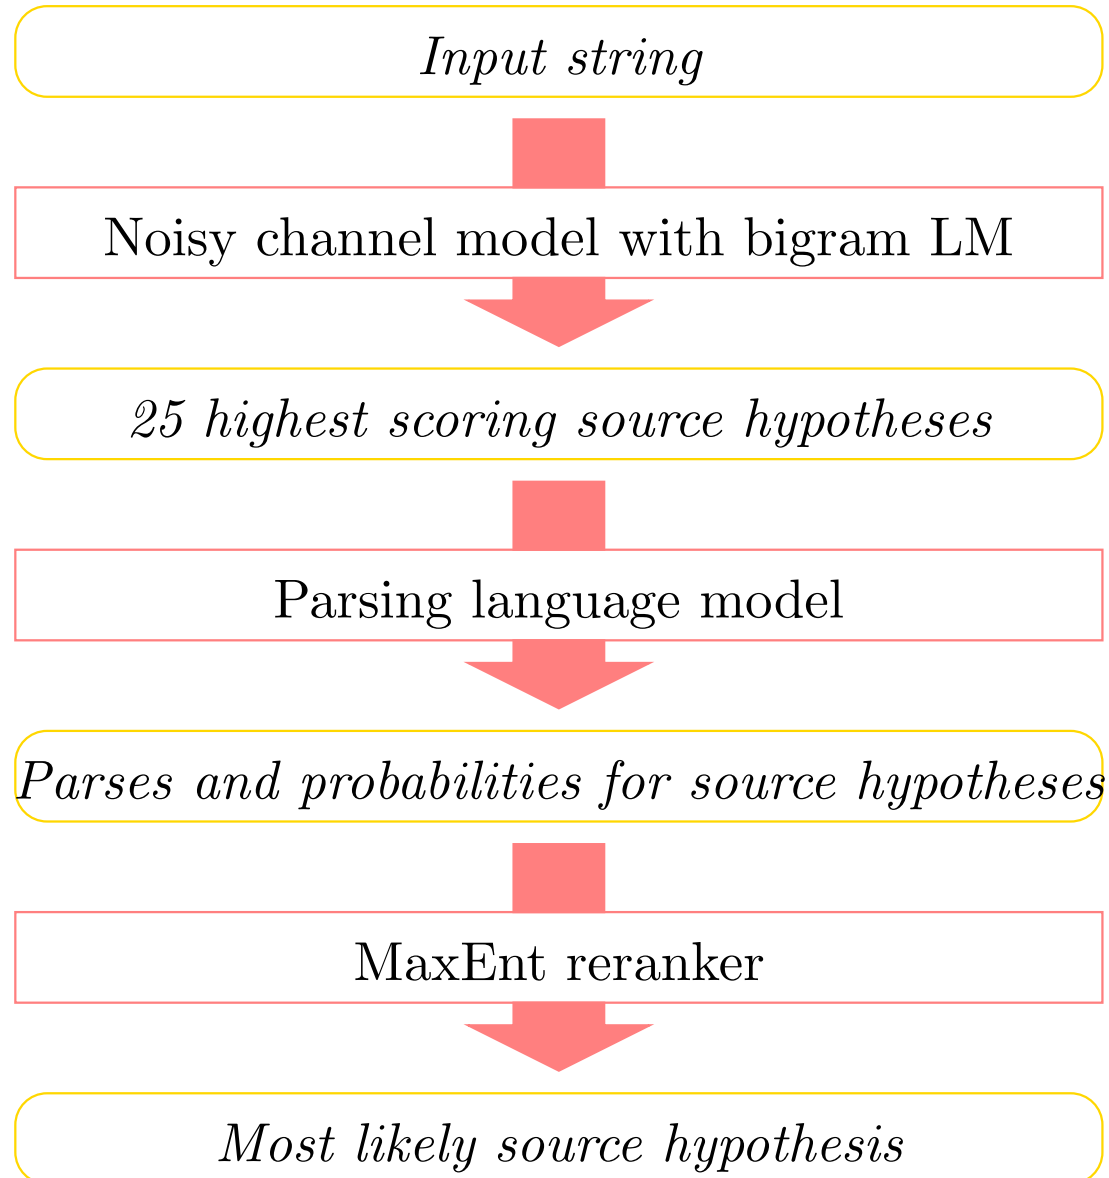 Input string
Noisy channel model with bigram LM
25 highest scoring source hypotheses
Parsing language model
Parses and probabilities for source hypotheses
MaxEnt reranker
Most likely source hypothesis